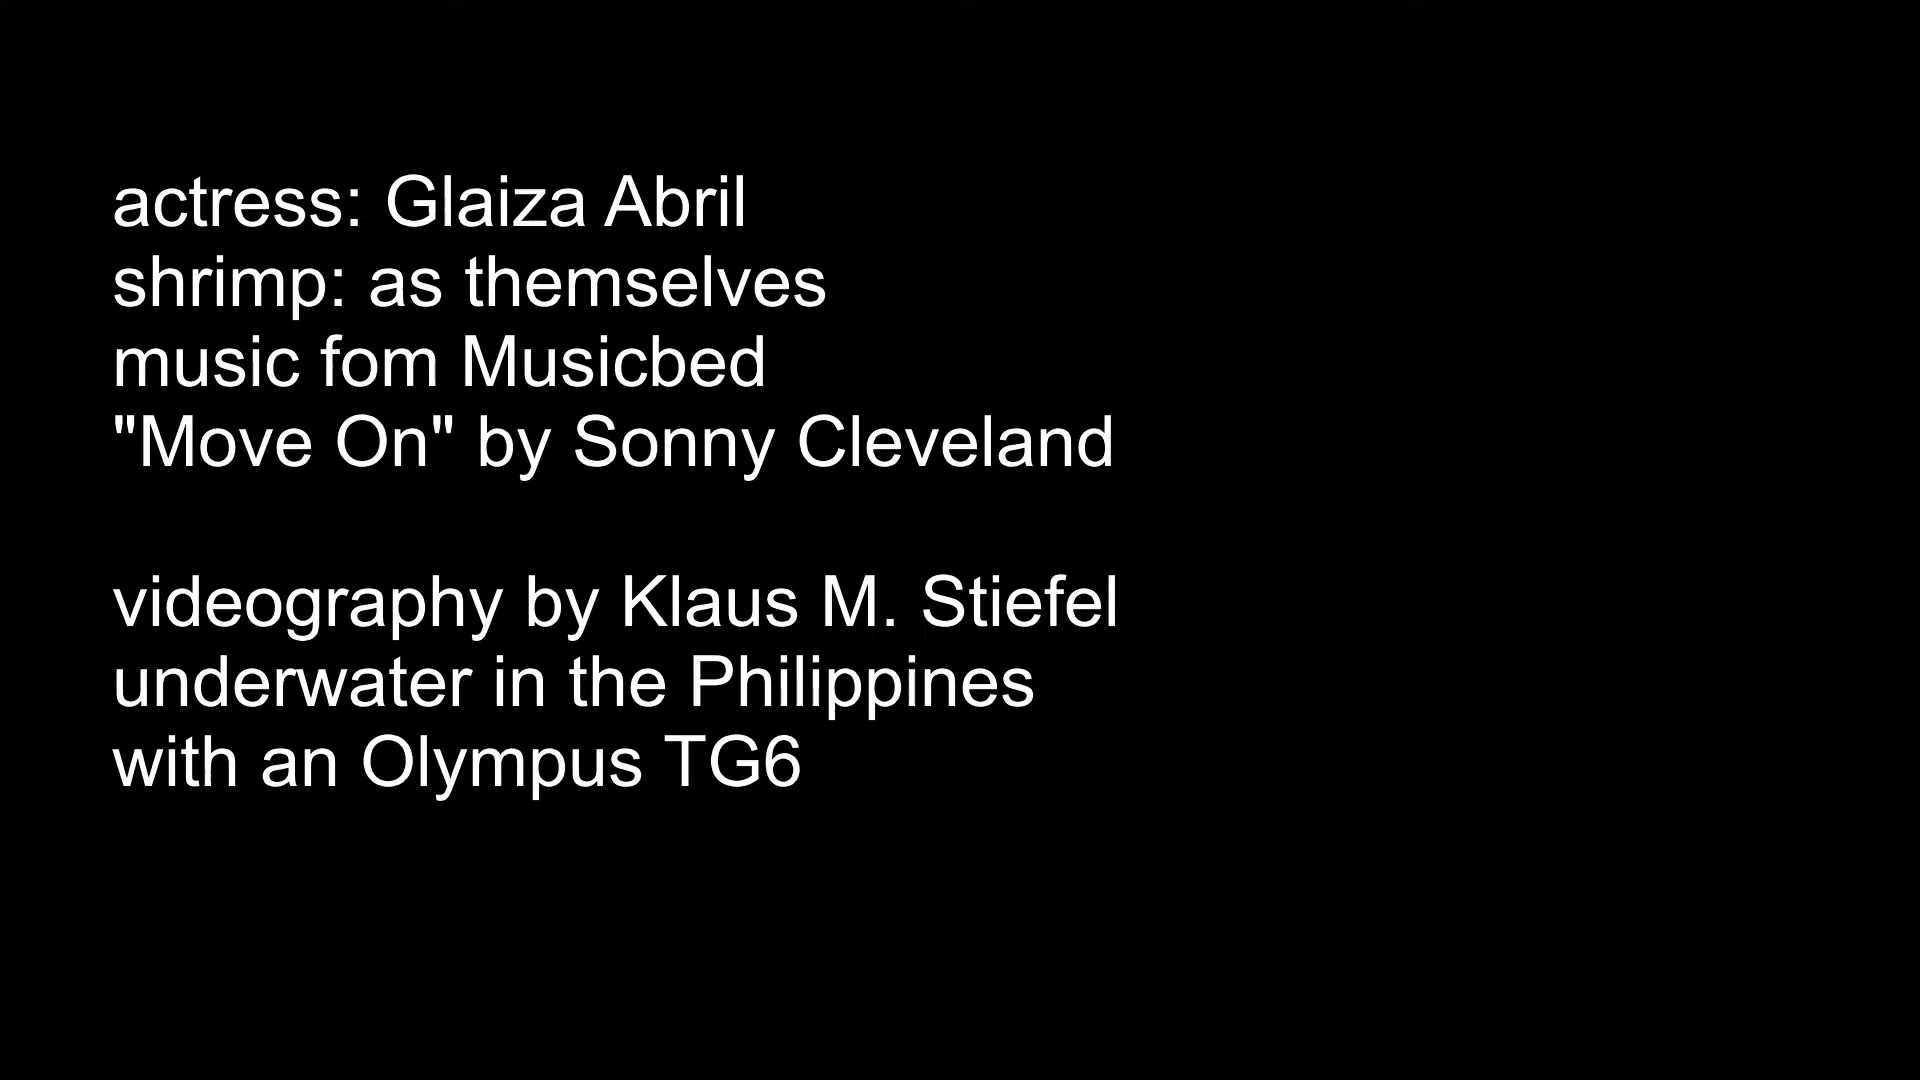 actress: Glaiza Abril
shrimp: as themselves
music fom Musicbed
"Move On" by Sonny Cleveland
videography by Klaus M. Stiefel
underwater in the Philippines
with an Olympus TG6